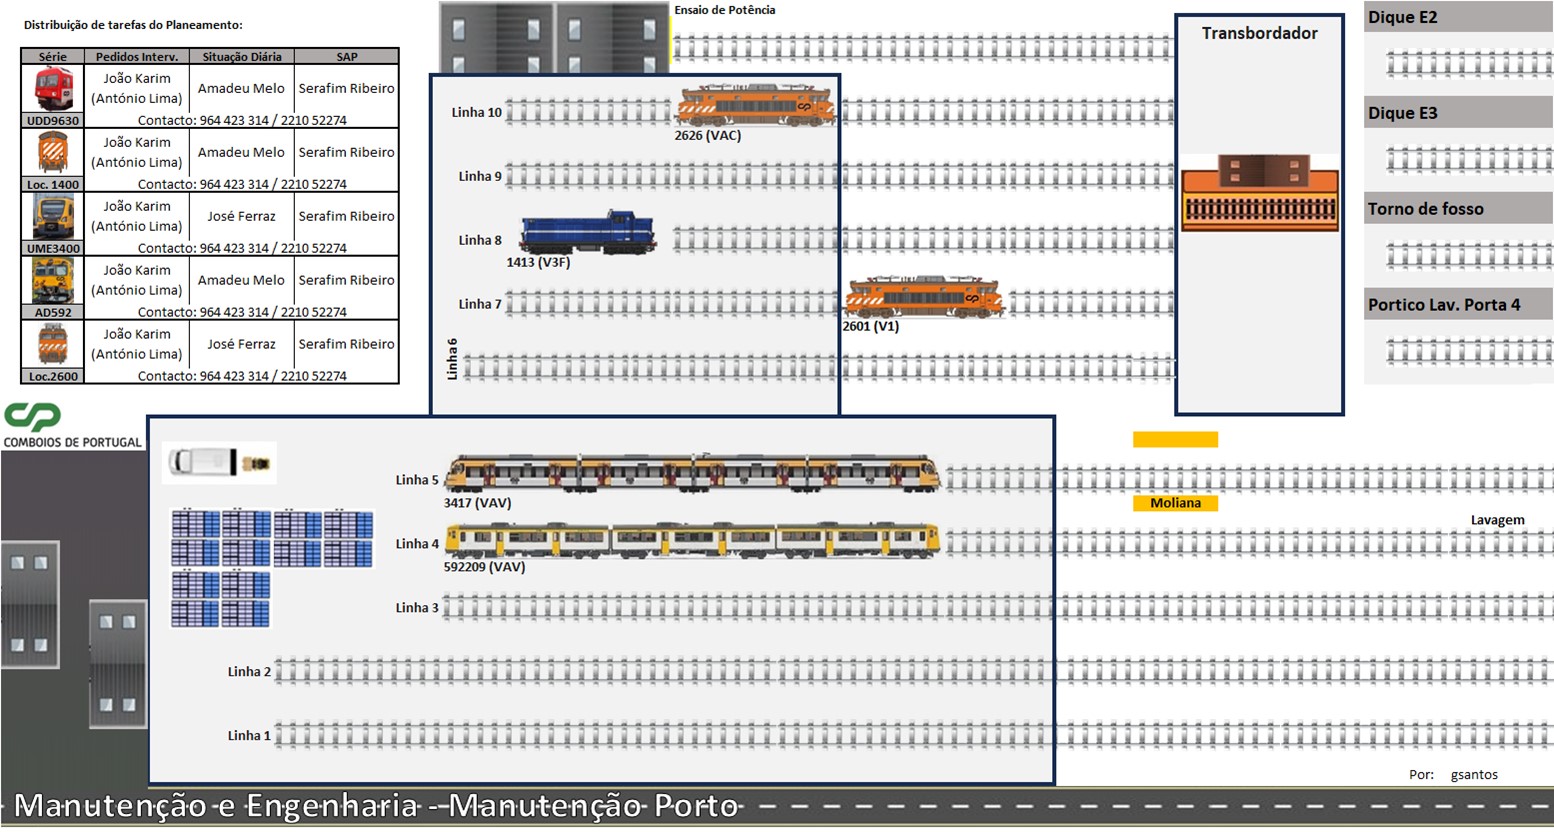 Distribuição de tarefas do Planeamento:
Série Pedidos Interv. Situação Diária SAP
João Karim
(António Lima) Amadeu Melo Serafim Ribeiro
UDD9630 Contacto: 964 423 314 / 2210 52274
João Karim
(António Lima) Amadeu Melo Serafim Ribeiro
Loc. 1400 Contacto: 964 423 314 / 2210 52274
João Karim
(António Lima) José Ferraz Serafim Ribeiro
UME3400 Contacto: 964 423 314 / 2210 52274
João Karim
(António Lima) Amadeu Melo Serafim Ribeiro
AD592 Contacto: 964 423 314 / 2210 52274
João Karim
(António Lima) José Ferraz Serafim Ribeiro
Loc.2600 Contacto: 964 423 314 / 2210 52274
COMBOIOS DE PORTUGAL
Ensaio de Potência
Linha 10
2626 (VAC)
Linha 9
Linha 8
1413 (V3F)
Linha 7
2601 (V1)
Linha 6
Transbordador
Dique E2
Dique E3
Torno de fosso
Portico Lav. Porta 4
Linha 5
3417 (VAV)
Moliana
Linha 4
592209 (VAV)
Lavagem
Linha 3
Linha 2
Linha 1
Por: gsantos
Manutenção e Engenharia - Manutenção Porto